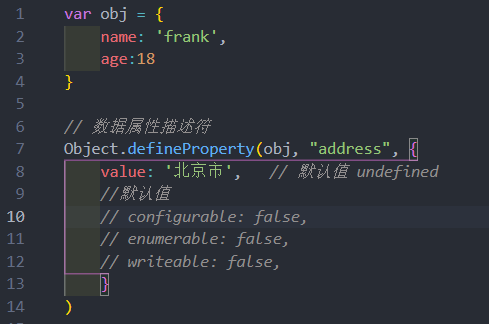 1 var obj = {
2     name: 'frank',
3     age:18
4 }
5
6 // 数据属性描述符
7 Object.defineProperty(obj, "address", {
8     value: '北京市',   // 默认值 undefined
9     //默认值
10     // configurable: false,
11     // enumerable: false,
12     // writeable: false,
13     }
14 )